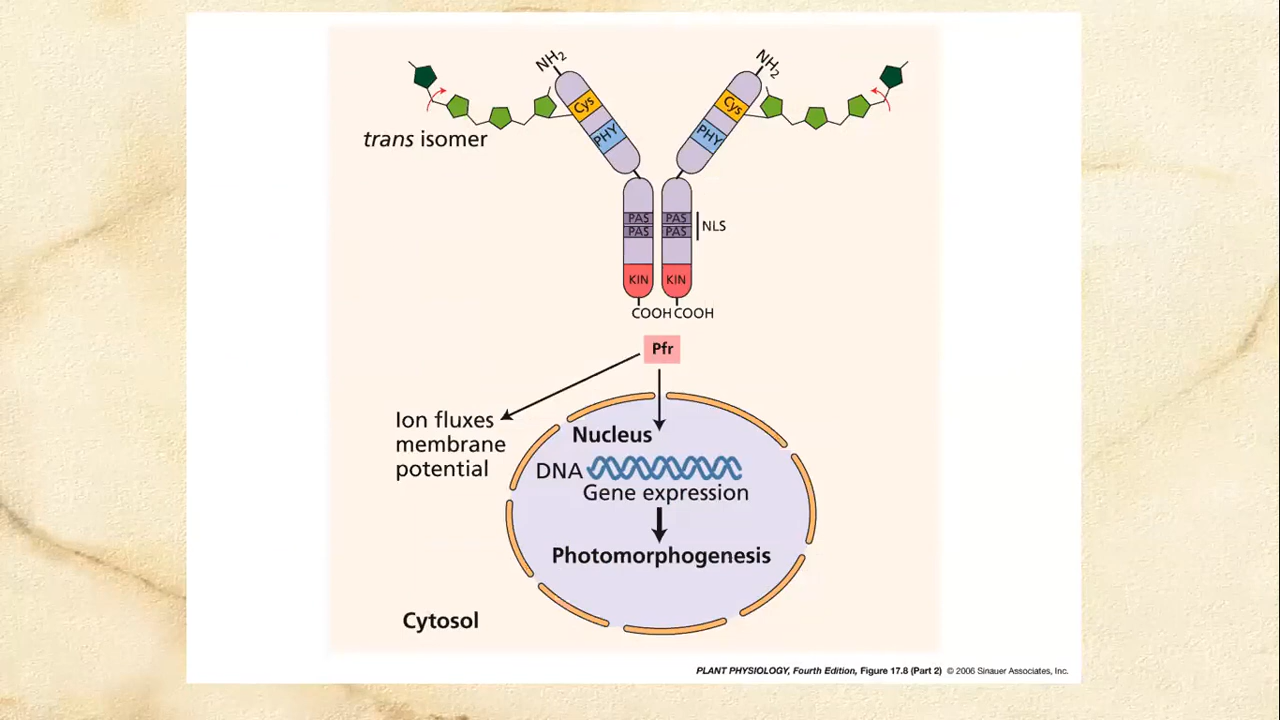 NH2
NH2
Cys
Cys
PHY
PHY
trans isomer
PAS
PAS
PAS
PAS
NLS
KIN
KIN
COOH
COOH
Pfr
Ion fluxes
membrane
potential
Nucleus
DNA
Gene expression
Photomorphogenesis
Cytosol
PLANT PHYSIOLOGY, Fourth Edition, Figure 17.8 (Part 2) © 2006 Sinauer Associates, Inc.